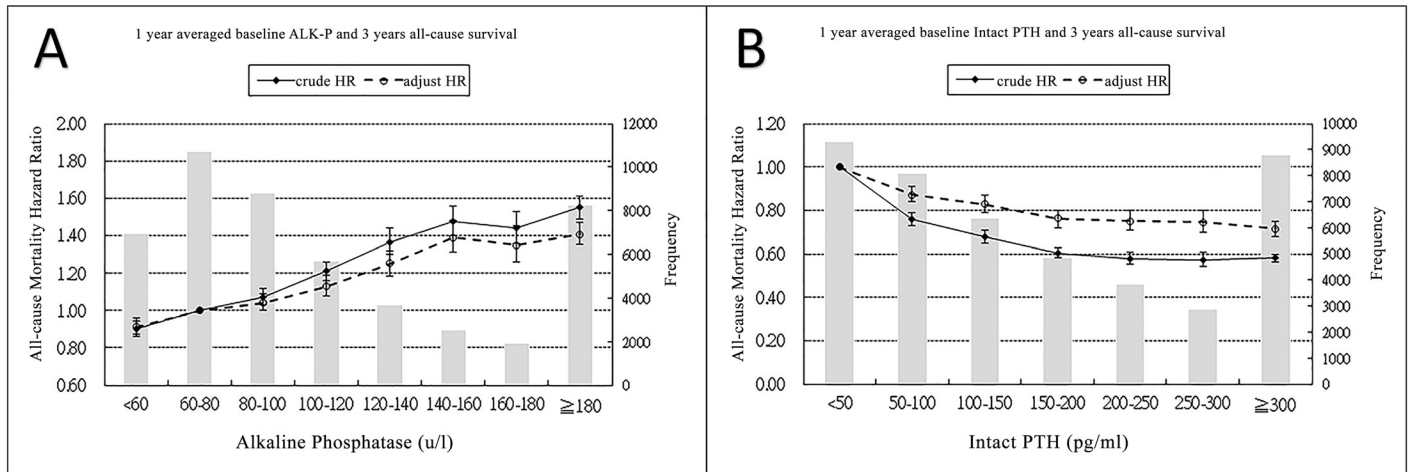 A
1 year averaged baseline ALK-P and 3 years all-cause survival
crude HR adjust HR
All-cause Mortality Hazard Ratio
2.00
1.80
1.60
1.40
1.20
1.00
0.80
0.60
12000
10000
8000
6000
4000
2000
0
Frequency
<60 60-80 80-100 100-120 120-140 140-160 160-180 ≧180
Alkaline Phosphatase (u/l)
B
1 year averaged baseline Intact PTH and 3 years all-cause survival
crude HR adjust HR
All-cause Mortality Hazard Ratio
1.20
1.00
0.80
0.60
0.40
0.20
0.00
10000
9000
8000
7000
6000
5000
4000
3000
2000
1000
0
Frequency
<50 50-100 100-150 150-200 200-250 250-300 ≧300
Intact PTH (pg/ml)